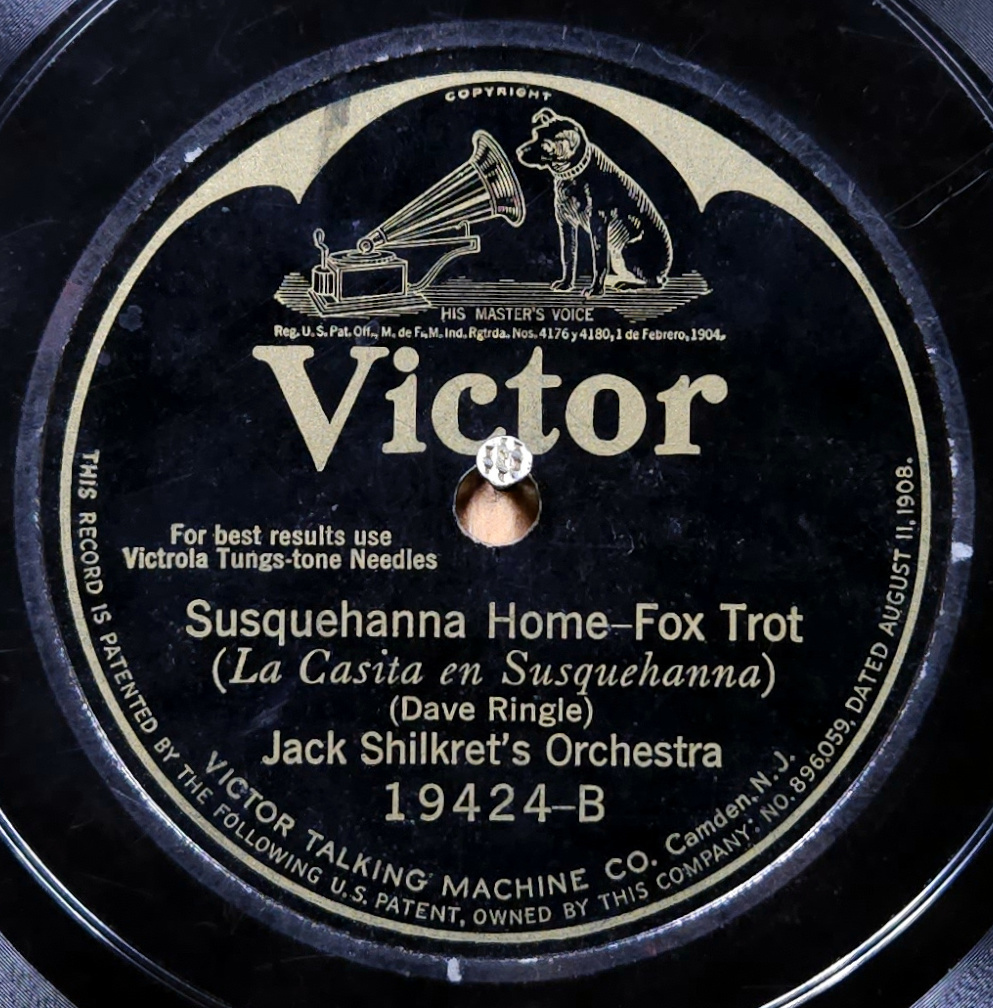 COPYRIGHT
HIS MASTER'S VOICE
Reg. U.S. Pat. Off., M. de F. M. Ind. Rgtrda. Nos. 4176 y 4180, 1 de Febrero, 1904.
Victor
For best results use
Victrola Tungs-tone Needles
Susquehanna Home–Fox Trot
(La Casita en Susquehanna)
(Dave Ringle)
Jack Shilkret's Orchestra
19424–B
VICTOR TALKING MACHINE CO. Camden, N.J.
THIS RECORD IS PATENTED BY THE FOLLOWING U.S. PATENT, OWNED BY THIS COMPANY: NO. 896,059, DATED AUGUST 11, 1908.